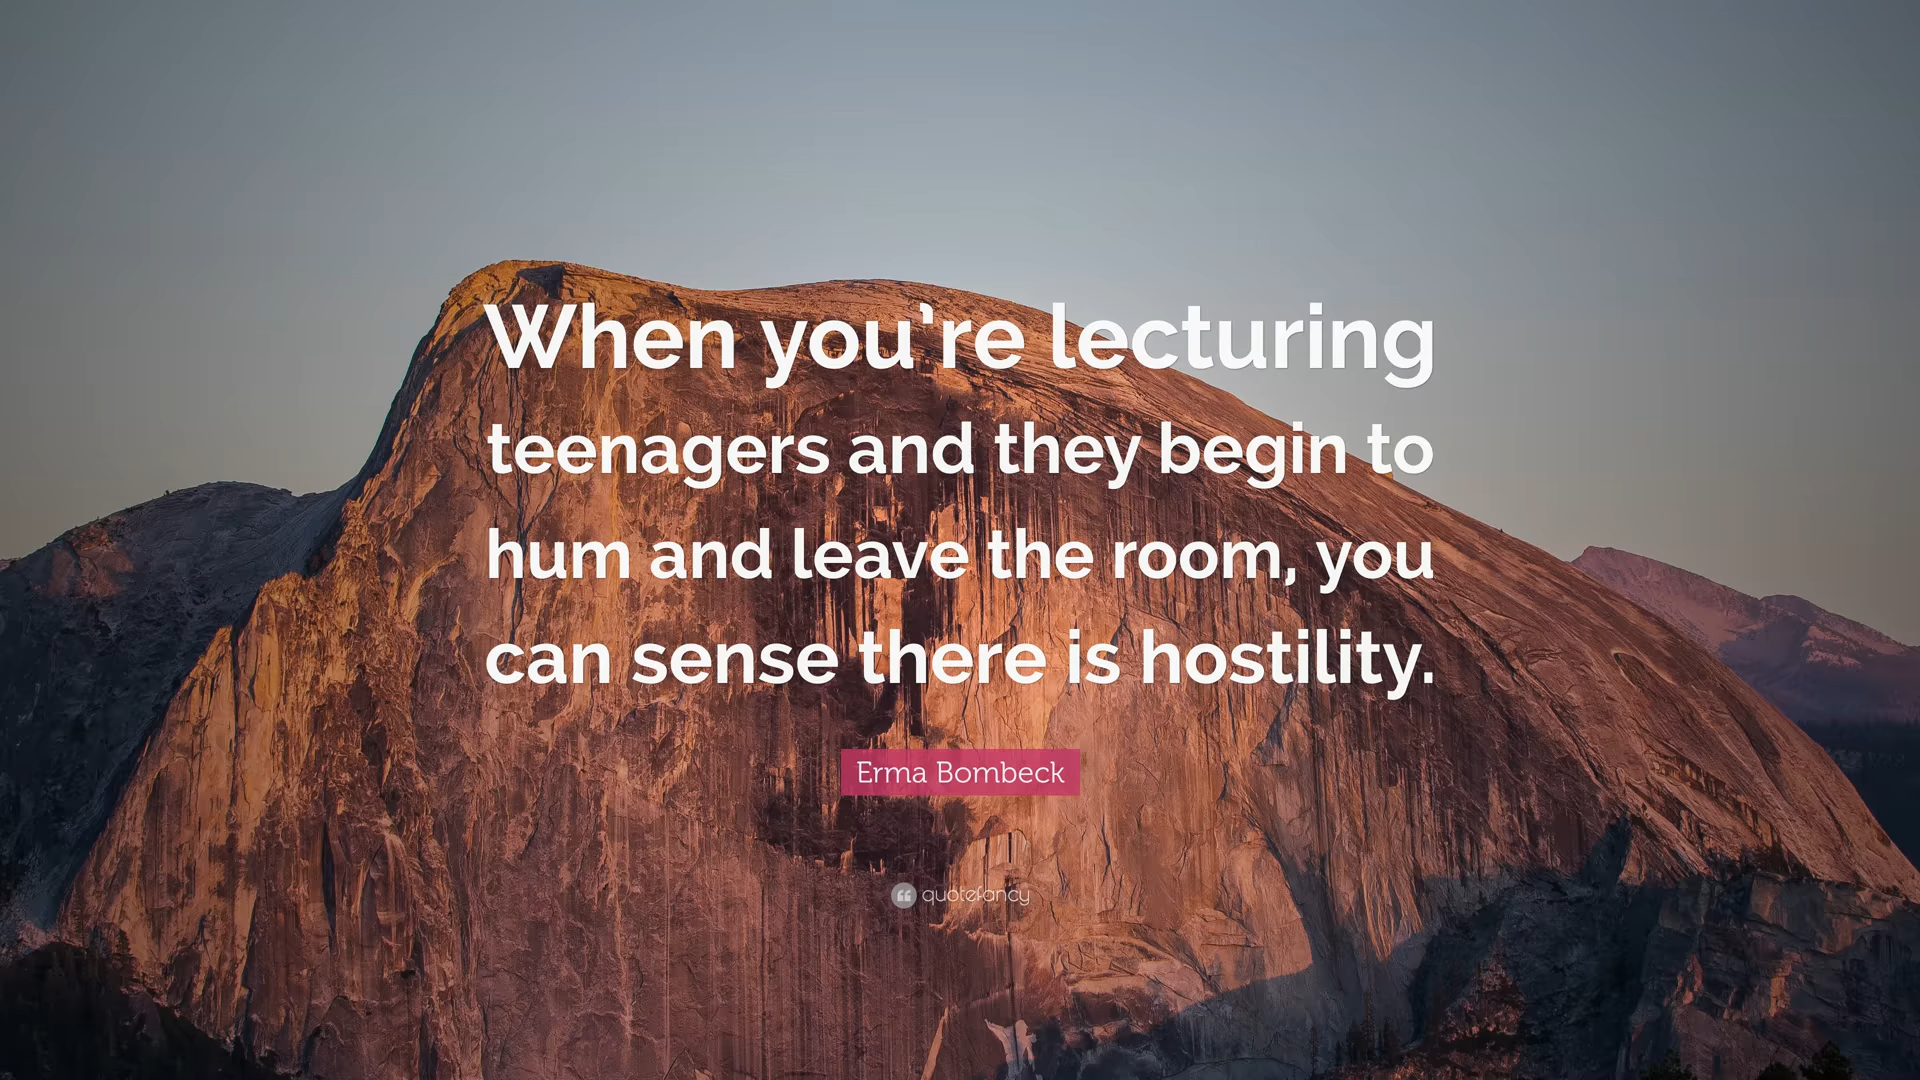 When you’re lecturing
teenagers and they begin to
hum and leave the room, you
can sense there is hostility.
Erma Bombeck
quotefancy